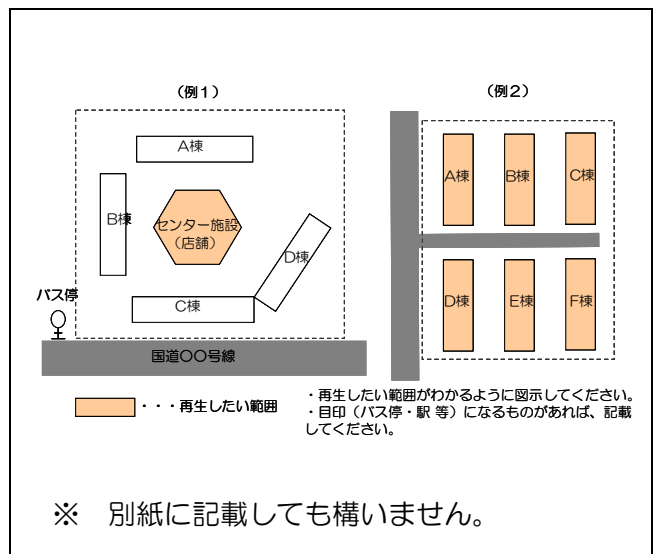 (例1)
A棟
B棟
センター施設
(店舗)
D棟
C棟
バス停
国道〇〇号線
(例2)
A棟
B棟
C棟
D棟
E棟
F棟
・・・再生したい範囲
・再生したい範囲がわかるように図示してください。
・目印(バス停・駅 等)になるものがあれば、記載
してください。
※ 別紙に記載しても構いません。